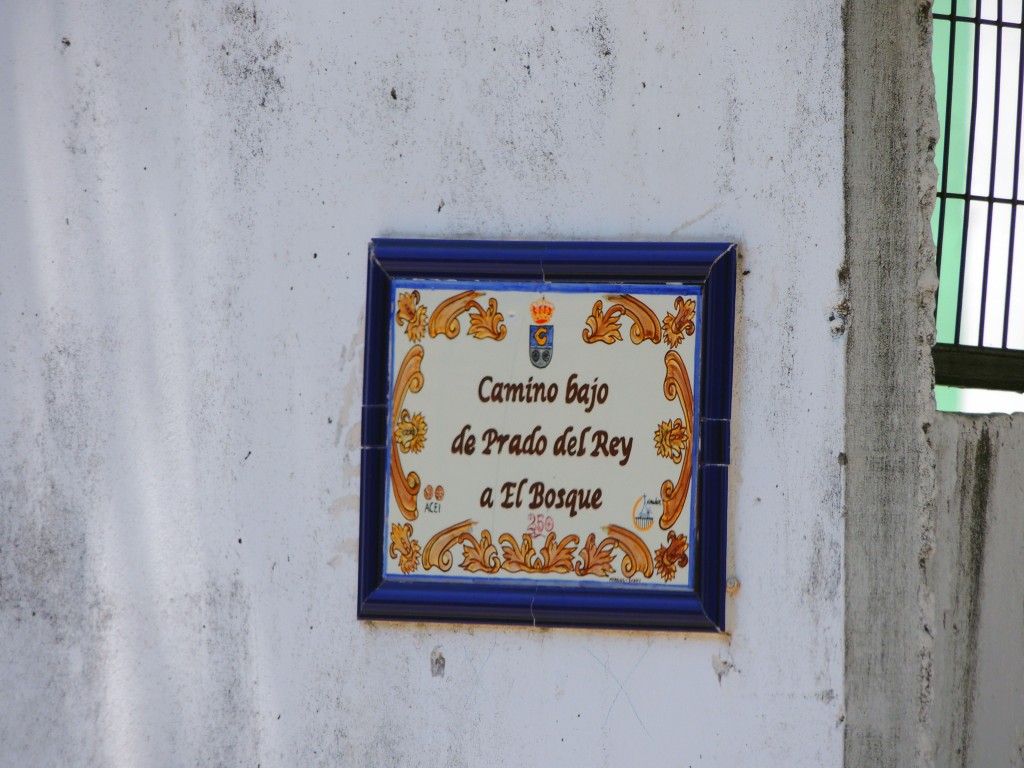 C
Camino bajo
de Prado del Rey
a El Bosque
ACEI
250